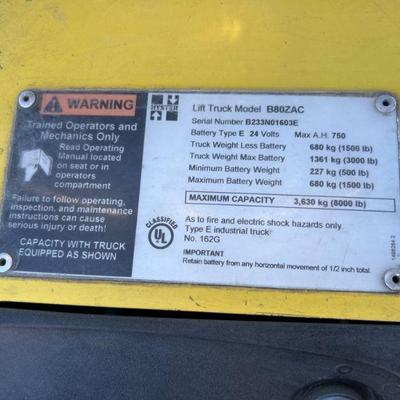 WARNING
Trained Operators and
Mechanics Only
Read Operating
Manual located
on seat or in
operators
compartment
Failure to follow operating,
inspection, and maintenance
instructions can cause
serious injury or death!
CAPACITY WITH TRUCK
EQUIPPED AS SHOWN
HYSTER
Lift Truck Model B80ZAC
Serial Number B233N01603E
Battery Type E 24 Volts Max A.H. 750
Truck Weight Less Battery 680 kg (1500 lb)
Truck Weight Max Battery 1361 kg (3000 lb)
Minimum Battery Weight 227 kg (500 lb)
Maximum Battery Weight 680 kg (1500 lb)
MAXIMUM CAPACITY 3,630 kg (8000 lb)
CLASSIFIED
UL
As to fire and electric shock hazards only.
Type E industrial truck
No. 162G
IMPORTANT
Retain battery from any horizontal movement of 1/2 inch total.